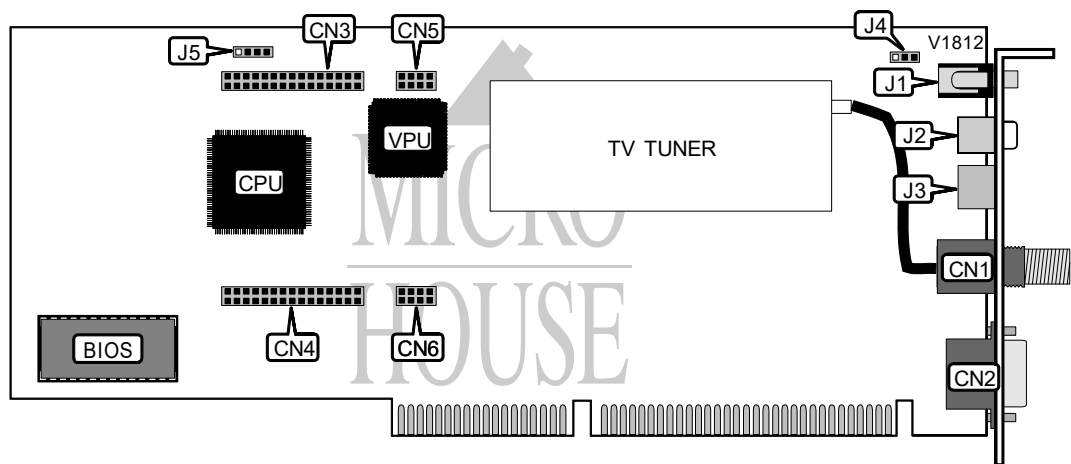 CN3
CN5
J4
J5
V1812
J1
VPU
J2
TV TUNER
CPU
J3
MICRO
HOUSE
CN1
BIOS
CN4
CN6
CN2